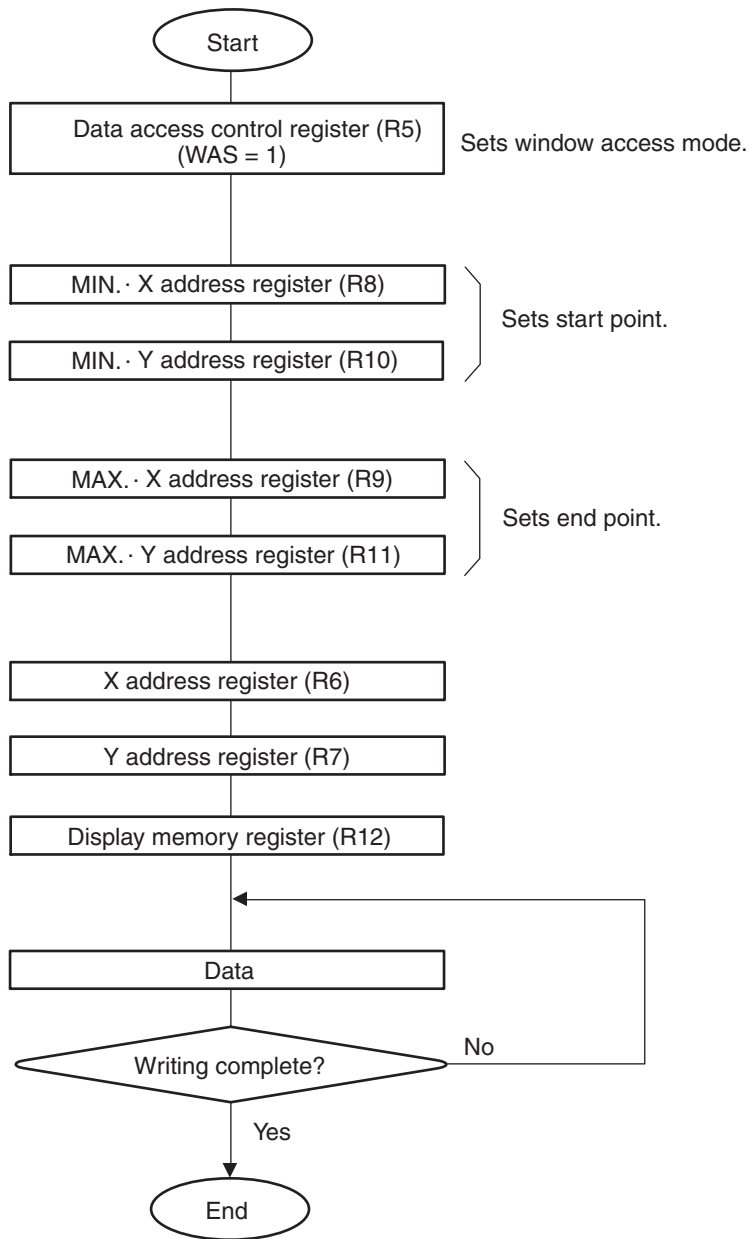 Start
Data access control register (R5)
(WAS = 1)
Sets window access mode.
MIN. · X address register (R8)
Sets start point.
MIN. · Y address register (R10)
MAX. · X address register (R9)
Sets end point.
MAX. · Y address register (R11)
X address register (R6)
Y address register (R7)
Display memory register (R12)
Data
Writing complete?
No
Yes
End